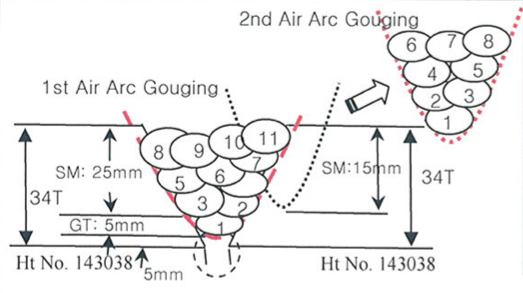 2nd Air Arc Gouging
6 7 8
4 5
2 3
1
1st Air Arc Gouging
8 9 10 11
5 6 7
3 2
1
SM: 25mm
SM:15mm
34T
34T
GT: 5mm
5mm
Ht No. 143038
Ht No. 143038